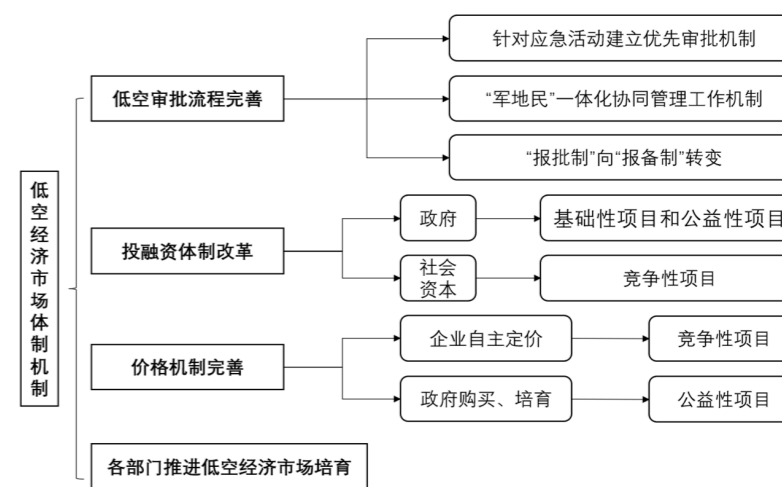 低空经济市场体制机制
低空审批流程完善
针对应急活动建立优先审批机制
“军地民”一体化协同管理工作机制
“报批制”向“报备制”转变
投融资体制改革
政府
基础性项目和公益性项目
社会
资本
竞争性项目
价格机制完善
企业自主定价
竞争性项目
政府购买、培育
公益性项目
各部门推进低空经济市场培育